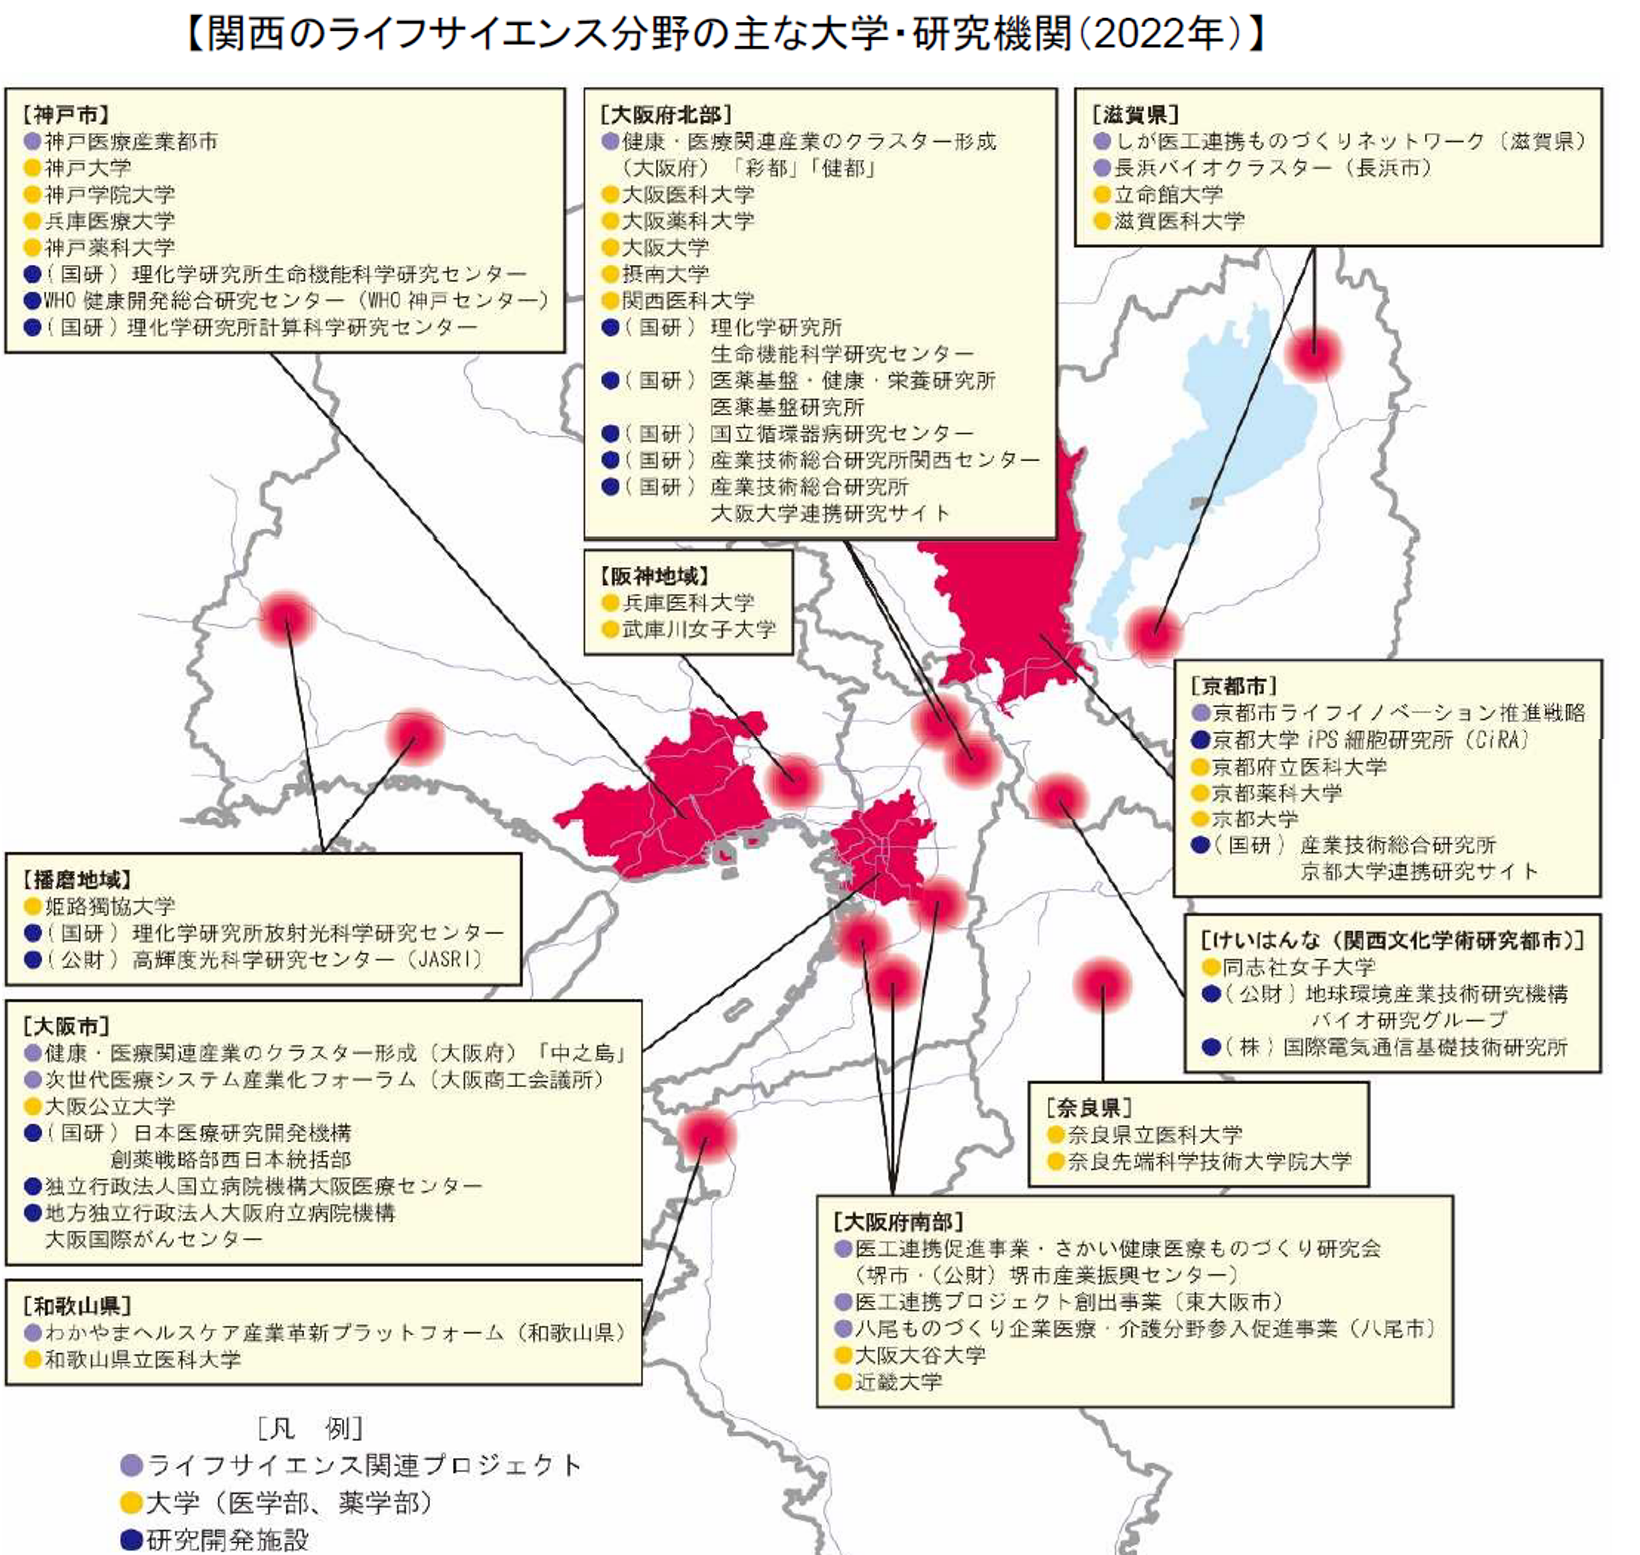 【関西のライフサイエンス分野の主な大学・研究機関（2022年）】
【神戸市】
●神戸医療産業都市
●神戸大学
●神戸学院大学
●兵庫医療大学
●神戸薬科大学
●（国研）理化学研究所生命機能科学研究センター
●WHO健康開発総合研究センター（WHO神戸センター）
●（国研）理化学研究所計算科学研究センター
［大阪府北部］
●健康・医療関連産業のクラスター形成
（大阪府）「彩都」「健都」
●大阪医科大学
●大阪薬科大学
●大阪大学
●摂南大学
●関西医科大学
●（国研）理化学研究所
生命機能科学研究センター
●（国研）医薬基盤・健康・栄養研究所
医薬基盤研究所
●（国研）国立循環器病研究センター
●（国研）産業技術総合研究所関西センター
●（国研）産業技術総合研究所
大阪大学連携研究サイト
［滋賀県］
●しが医工連携ものづくりネットワーク〔滋賀県）
●長浜バイオクラスター（長浜市）
●立命館大学
●滋賀医科大学
【阪神地域】
●兵庫医科大学
●武庫川女子大学
［京都市］
●京都市ライフイノベーション推進戦略
●京都大学iPS細胞研究所（CiRA）
●京都府立医科大学
●京都薬科大学
●京都大学
●（国研）産業技術総合研究所
京都大学連携研究サイト
【播磨地域】
●姫路獨協大学
●（国研）理化学研究所放射光科学研究センター
●（公財）高輝度光科学研究センター（JASRI）
［けいはんな（関西文化学術研究都市）］
●同志社女子大学
●（公財）地球環境産業技術研究機構
バイオ研究グループ
●（株）国際電気通信基礎技術研究所
［大阪市］
●健康・医療関連産業のクラスター形成（大阪府）「中之島」
●次世代医療システム産業化フォーラム（大阪商工会議所）
●大阪公立大学
●（国研）日本医療研究開発機構
創薬戦略部西日本統括部
●独立行政法人国立病院機構大阪医療センター
●地方独立行政法人大阪府立病院機構
大阪国際がんセンター
［奈良県］
●奈良県立医科大学
●奈良先端科学技術大学院大学
［大阪府南部］
●医工連携促進事業・さかい健康医療ものづくり研究会
（堺市・（公財）堺市産業振興センター）
●医工連携プロジェクト創出事業（東大阪市）
●八尾ものづくり企業医療・介護分野参入促進事業（八尾市）
●大阪大谷大学
●近畿大学
［和歌山県］
●わかやまヘルスケア産業革新プラットフォーム（和歌山県）
●和歌山県立医科大学
［凡　例］
●ライフサイエンス関連プロジェクト
●大学（医学部、薬学部）
●研究開発施設